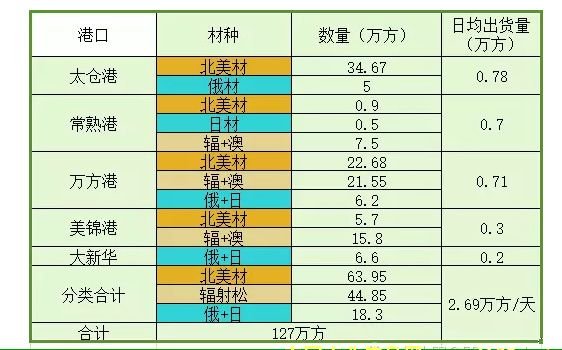 港口 材种 数量（万方） 日均出货量（万方）
太仓港 北美材 34.67 0.78
俄材 5
常熟港 北美材 0.9 0.7
日材 0.5
辐+澳 7.5
万方港 北美材 22.68 0.71
辐+澳 21.55
俄+日 6.2
美锦港 北美材 5.7 0.3
辐+澳 15.8
大新华 俄+日 6.6 0.2
分类合计 北美材 63.95 2.69万方/天
辐射松 44.85
俄+日 18.3
合计 127万方